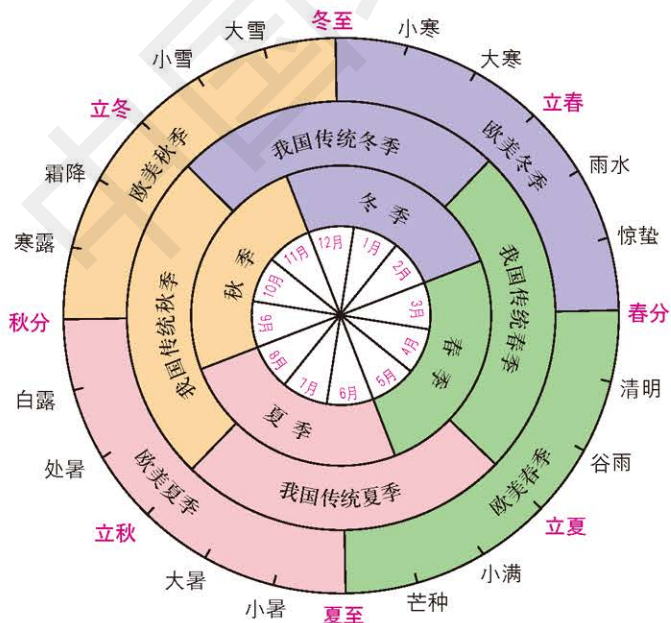 冬至
小寒
大寒
立春
雨水
惊蛰
春分
清明
谷雨
立夏
小满
芒种
夏至
小暑
大暑
立秋
处暑
白露
秋分
寒露
霜降
立冬
小雪
大雪
欧美冬季
欧美春季
欧美夏季
欧美秋季
我国传统冬季
我国传统春季
我国传统夏季
我国传统秋季
冬季
春季
夏季
秋季
1月
2月
3月
4月
5月
6月
7月
8月
9月
10月
11月
12月
中国